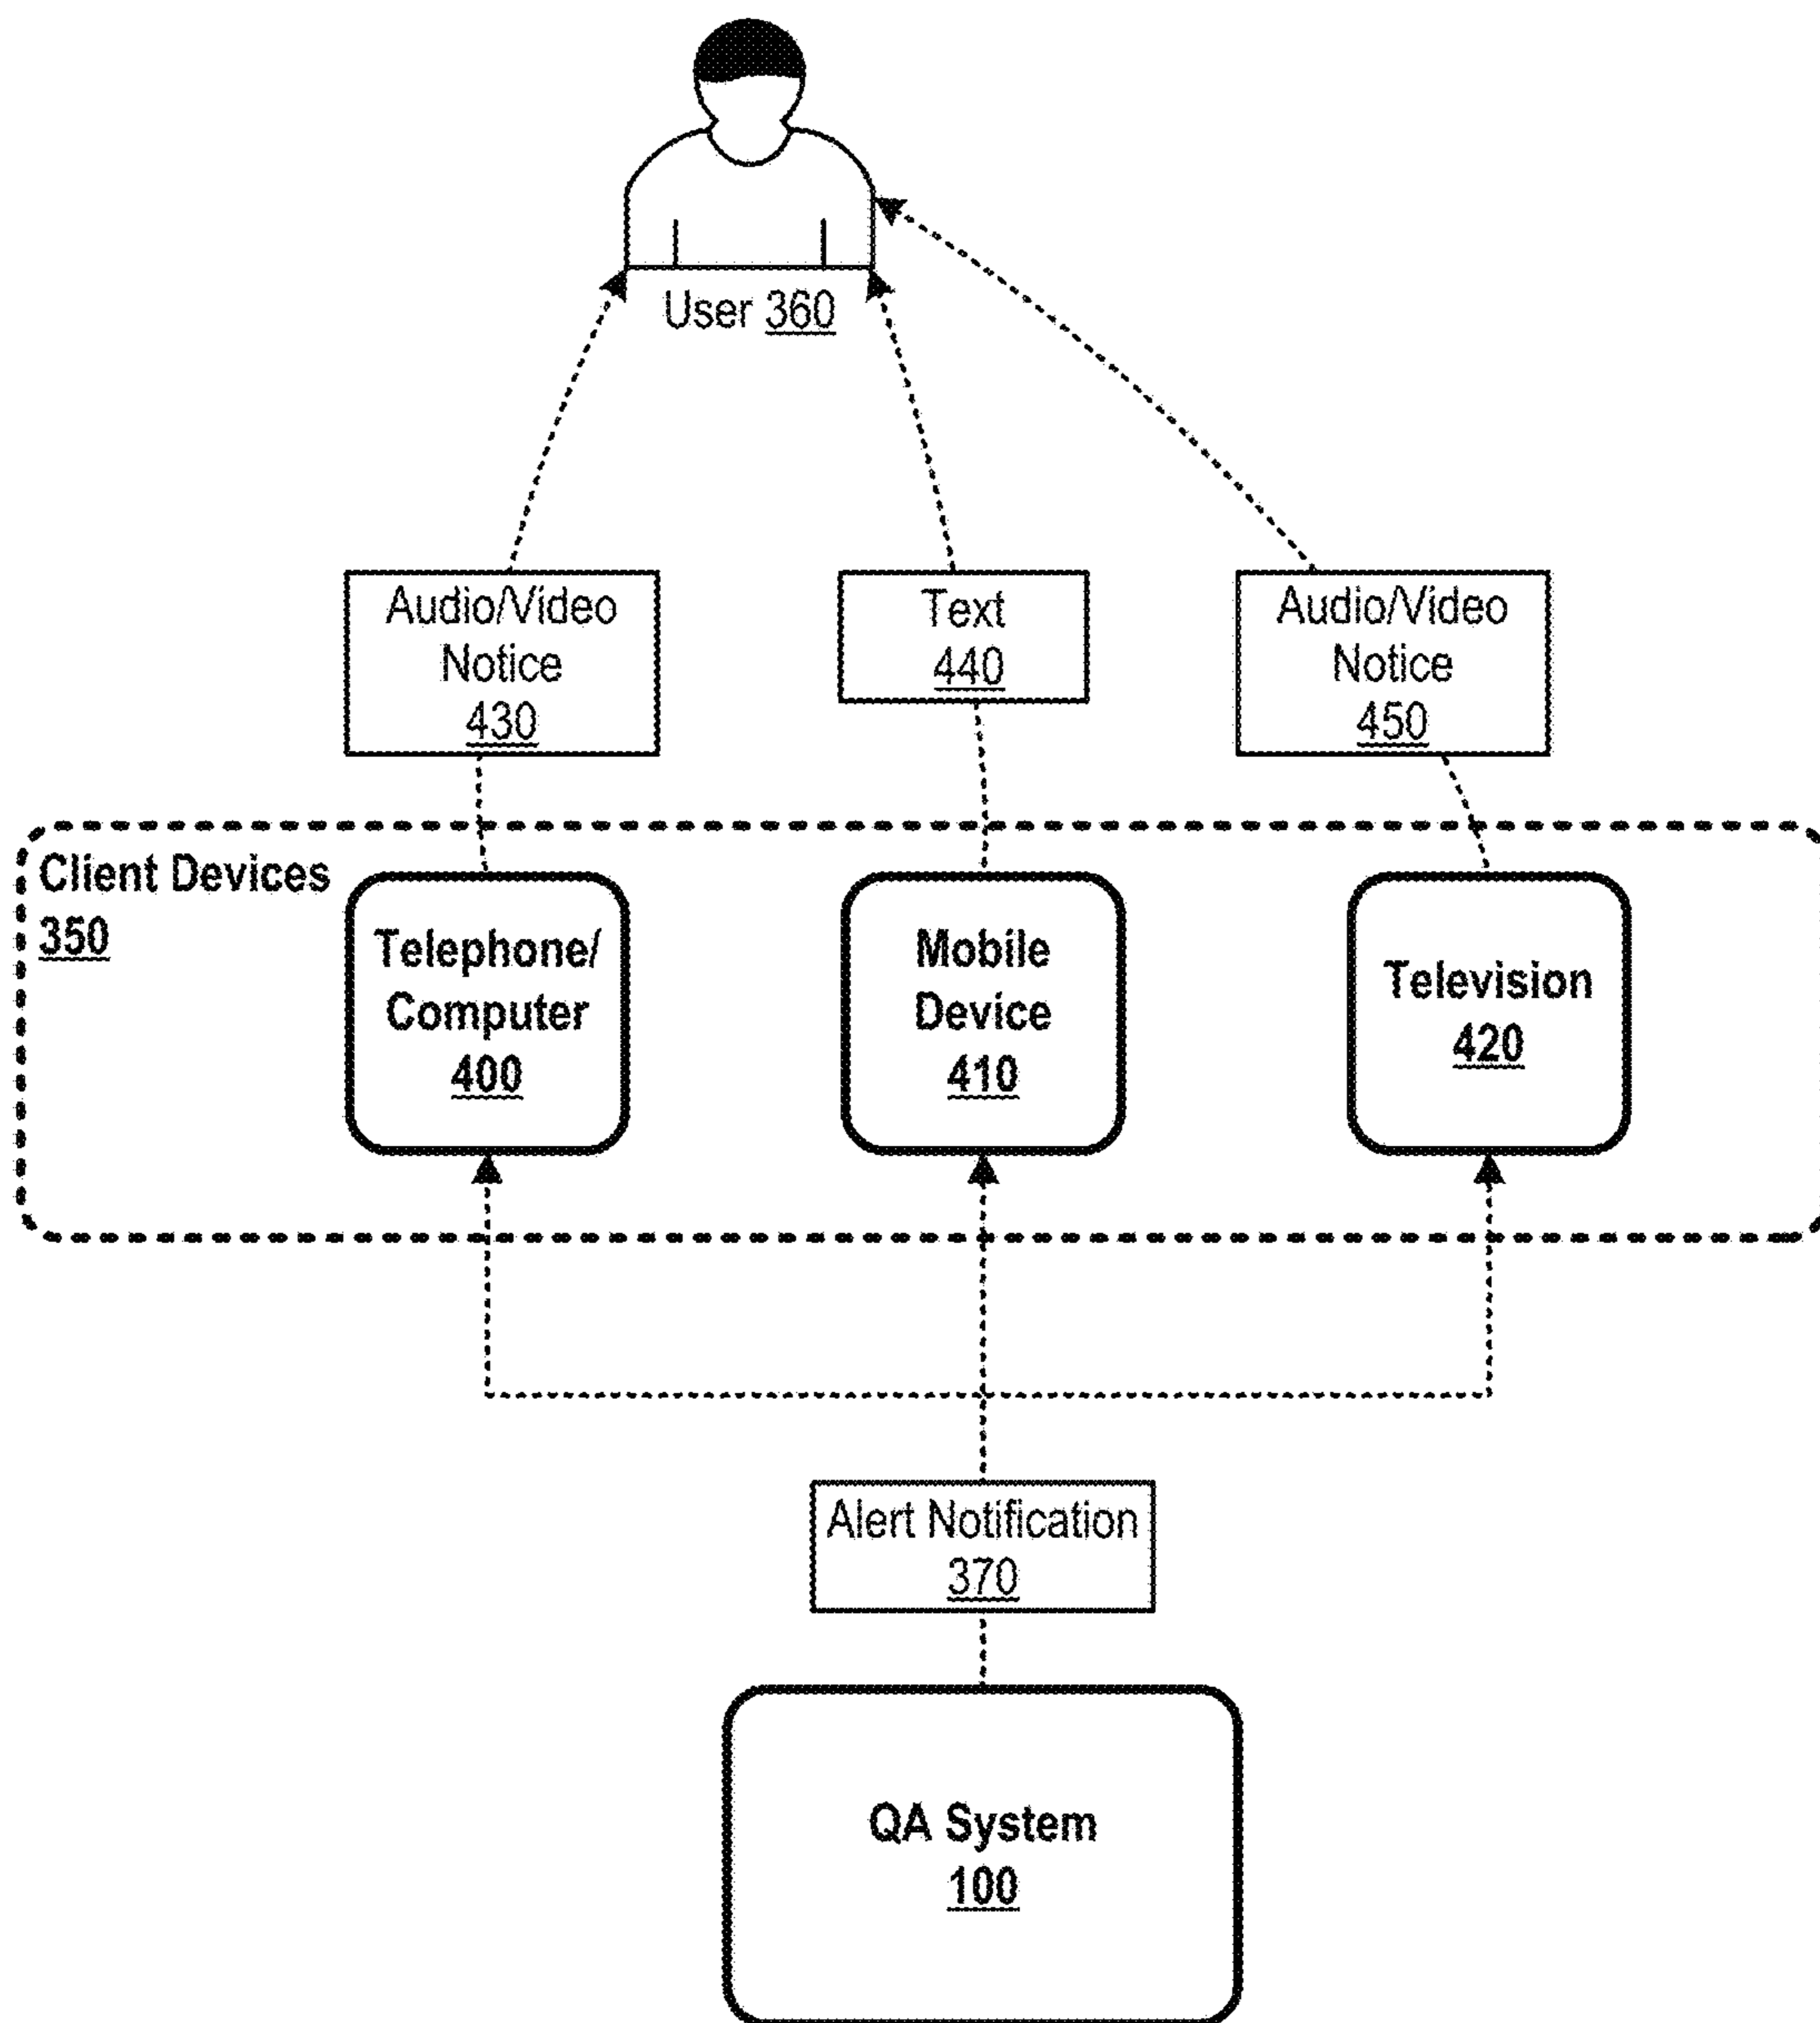 User 360
Audio/Video
Notice
430
Text
440
Audio/Video
Notice
450
Client Devices
350
Telephone/
Computer
400
Mobile
Device
410
Television
420
Alert Notification
370
QA System
100